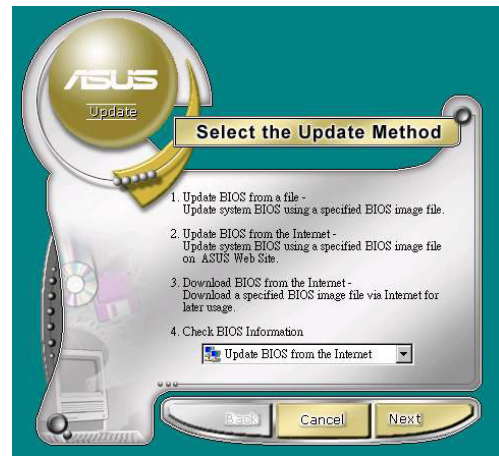 ASUS
Update
Select the Update Method
1. Update BIOS from a file -
Update system BIOS using a specified BIOS image file.
2. Update BIOS from the Internet -
Update system BIOS using a specified BIOS image file
on ASUS Web Site.
3. Download BIOS from the Internet -
Download a specified BIOS image file via Internet for
later usage.
4. Check BIOS Information
Update BIOS from the Internet
Back
Cancel
Next